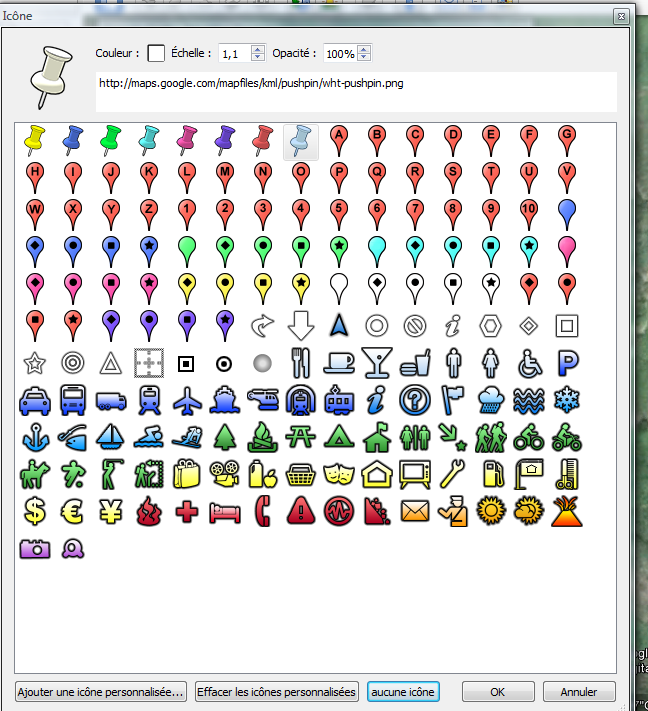 Icône
Couleur : Échelle : 1,1 Opacité : 100%
http://maps.google.com/mapfiles/kml/pushpin/wht-pushpin.png
A B C D E F G
H I J K L M N O P Q R S T U V
W X Y Z 1 2 3 4 5 6 7 8 9 10
i
P
i ?
$ € ¥
Ajouter une icône personnalisée... Effacer les icônes personnalisées aucune icône OK Annuler